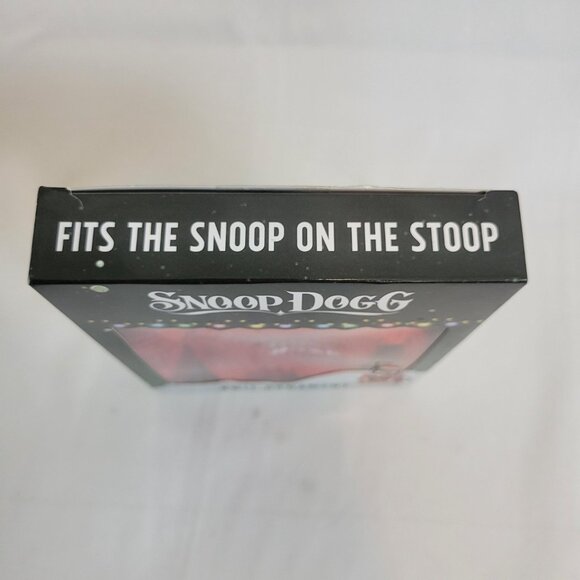 FITS THE SNOOP ON THE STOOP
SNOOP DOGG